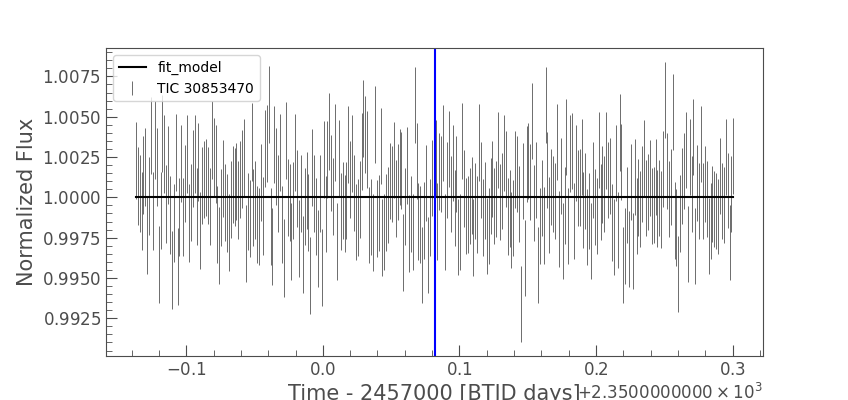 fit_model
TIC 30853470
1.0075
1.0050
1.0025
1.0000
0.9975
0.9950
0.9925
Normalized Flux
−0.1 0.0 0.1 0.2 0.3
Time - 2457000 [BTJD days]
+2.3500000000 × 10³